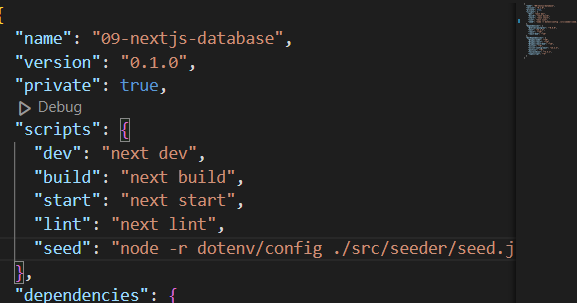 {
"name": "09-nextjs-database",
"version": "0.1.0",
"private": true,
Debug
"scripts": {
"dev": "next dev",
"build": "next build",
"start": "next start",
"lint": "next lint",
"seed": "node -r dotenv/config ./src/seeder/seed.j
},
"dependencies": {